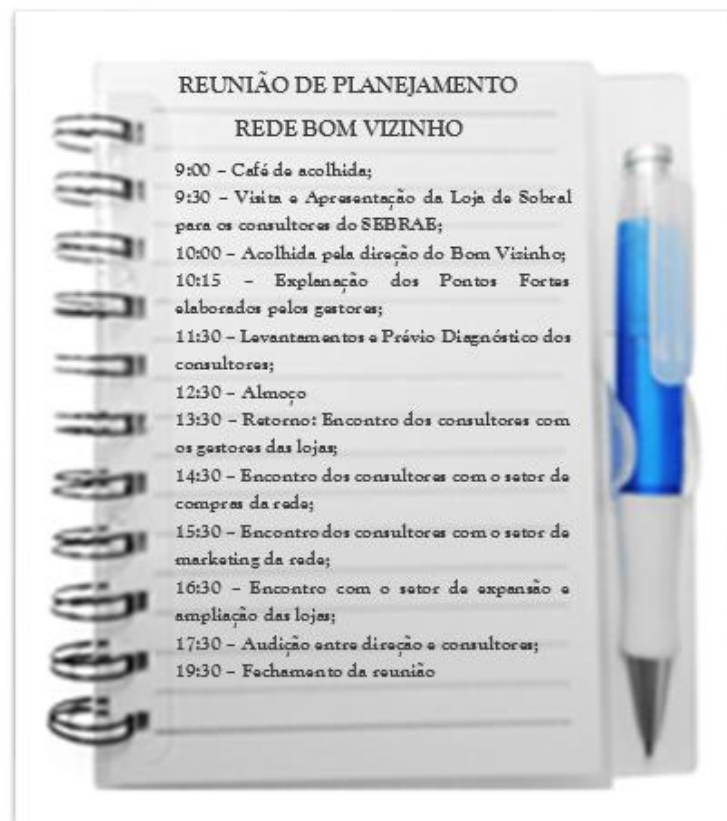 REUNIÃO DE PLANEJAMENTO
REDE BOM VIZINHO
9:00 – Café de acolhida;
9:30 – Visita e Apresentação da Loja de Sobral
para os consultores do SEBRAE;
10:00 – Acolhida pela direção do Bom Vizinho;
10:15 – Explanação dos Pontos Fortes
elaborados pelos gestores;
11:30 – Levantamentos e Prévio Diagnóstico dos
consultores;
12:30 – Almoço
13:30 – Retorno: Encontro dos consultores com
os gestores das lojas;
14:30 – Encontro dos consultores com o setor de
compras da rede;
15:30 – Encontro dos consultores com o setor de
marketing da rede;
16:30 – Encontro com o setor de expansão e
ampliação das lojas;
17:30 – Audição entre direção e consultores;
19:30 – Fechamento da reunião